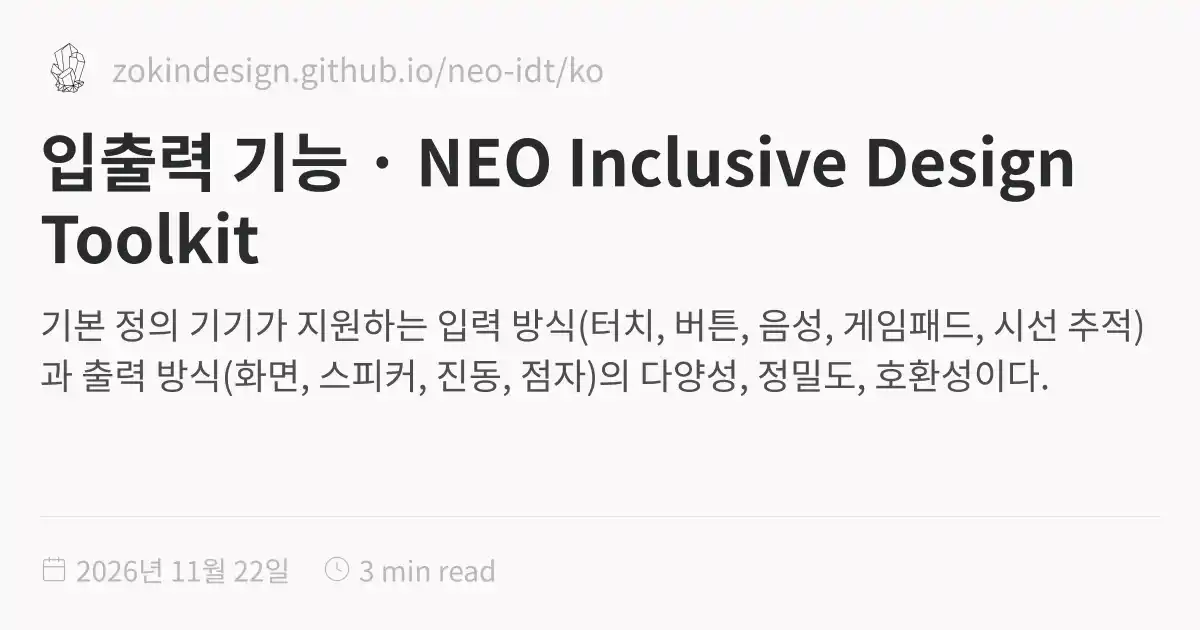 zokindesign.github.io/neo-idt/ko
입출력 기능 · NEO Inclusive Design
Toolkit
기본 정의 기기가 지원하는 입력 방식(터치, 버튼, 음성, 게임패드, 시선 추적)
과 출력 방식(화면, 스피커, 진동, 점자)의 다양성, 정밀도, 호환성이다.
2026년 11월 22일
3 min read